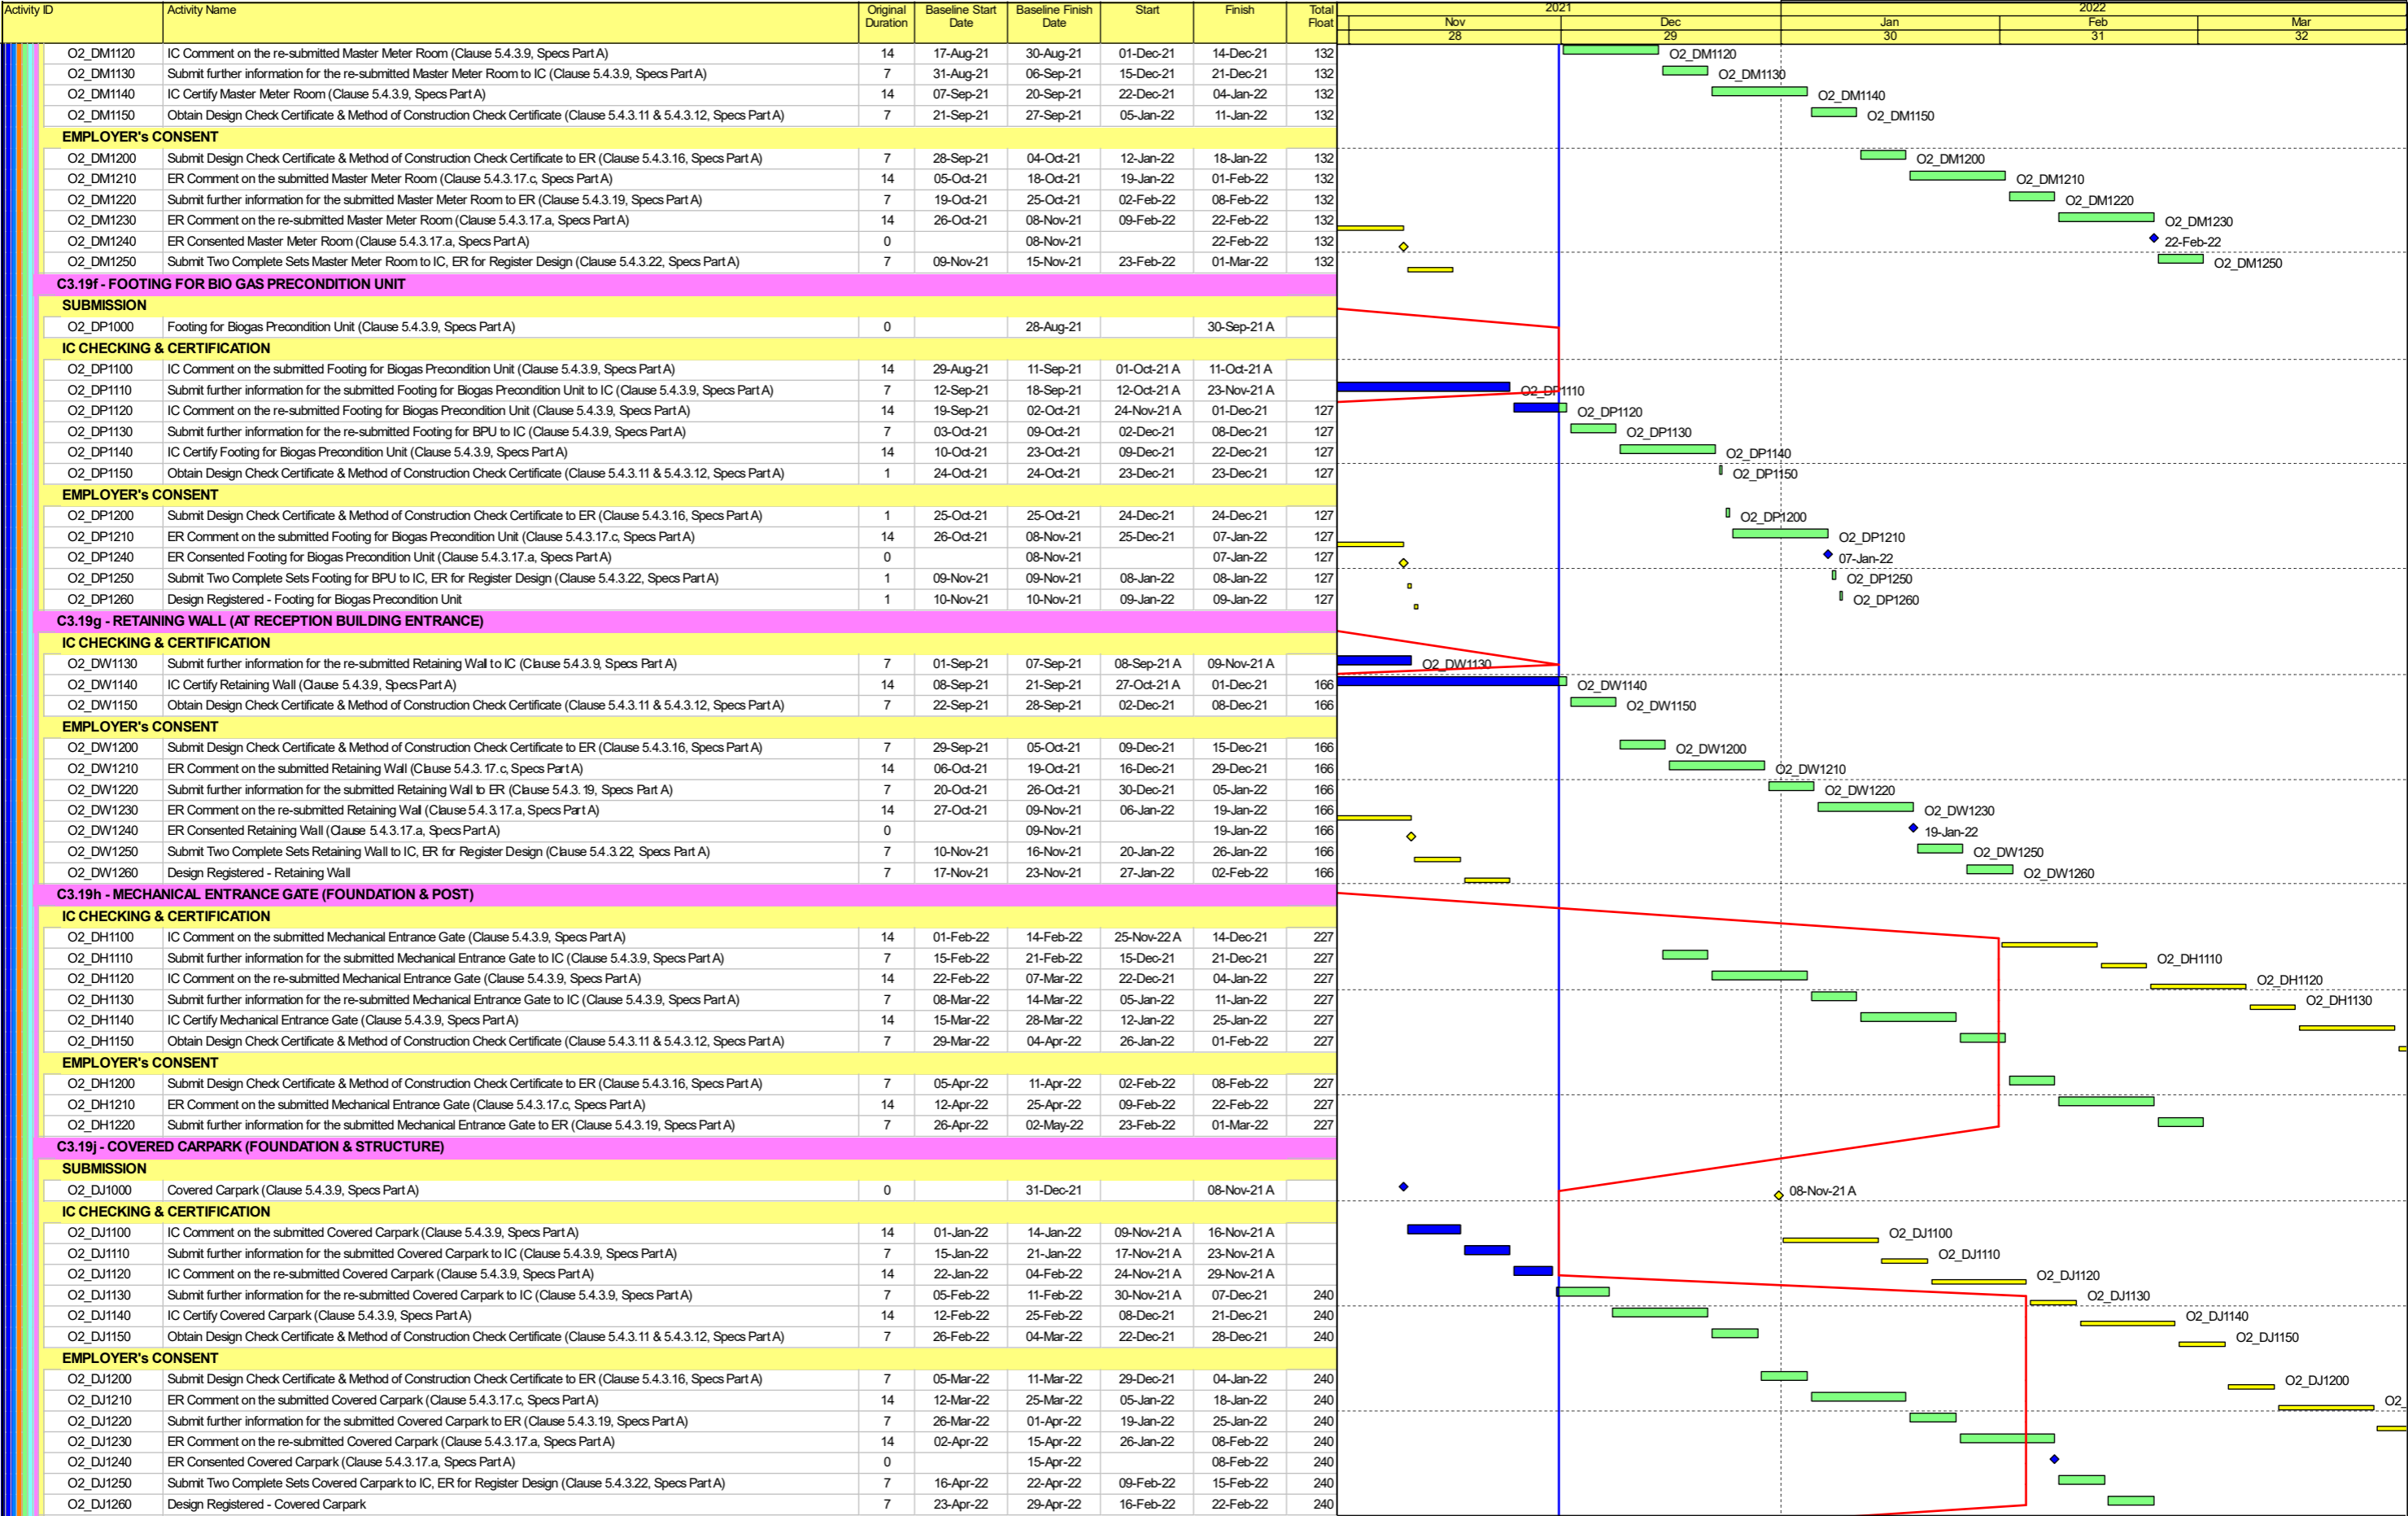 Activity ID Activity Name Original Duration Baseline Start Date Baseline Finish Date Start Finish Total Float 2021 2022
Nov Dec Jan Feb Mar
28 29 30 31 32
O2_DM1120 IC Comment on the re-submitted Master Meter Room (Clause 5.4.3.9, Specs Part A) 14 17-Aug-21 30-Aug-21 01-Dec-21 14-Dec-21 132 O2_DM1120
O2_DM1130 Submit further information for the re-submitted Master Meter Room to IC (Clause 5.4.3.9, Specs Part A) 7 31-Aug-21 06-Sep-21 15-Dec-21 21-Dec-21 132 O2_DM1130
O2_DM1140 IC Certify Master Meter Room (Clause 5.4.3.9, Specs Part A) 14 07-Sep-21 20-Sep-21 22-Dec-21 04-Jan-22 132 O2_DM1140
O2_DM1150 Obtain Design Check Certificate & Method of Construction Check Certificate (Clause 5.4.3.11 & 5.4.3.12, Specs Part A) 7 21-Sep-21 27-Sep-21 05-Jan-22 11-Jan-22 132 O2_DM1150
EMPLOYER's CONSENT
O2_DM1200 Submit Design Check Certificate & Method of Construction Check Certificate to ER (Clause 5.4.3.16, Specs Part A) 7 28-Sep-21 04-Oct-21 12-Jan-22 18-Jan-22 132 O2_DM1200
O2_DM1210 ER Comment on the submitted Master Meter Room (Clause 5.4.3.17.c, Specs Part A) 14 05-Oct-21 18-Oct-21 19-Jan-22 01-Feb-22 132 O2_DM1210
O2_DM1220 Submit further information for the submitted Master Meter Room to ER (Clause 5.4.3.19, Specs Part A) 7 19-Oct-21 25-Oct-21 02-Feb-22 08-Feb-22 132 O2_DM1220
O2_DM1230 ER Comment on the re-submitted Master Meter Room (Clause 5.4.3.17.a, Specs Part A) 14 26-Oct-21 08-Nov-21 09-Feb-22 22-Feb-22 132 O2_DM1230
O2_DM1240 ER Consented Master Meter Room (Clause 5.4.3.17.a, Specs Part A) 0 08-Nov-21 22-Feb-22 132 22-Feb-22
O2_DM1250 Submit Two Complete Sets Master Meter Room to IC, ER for Register Design (Clause 5.4.3.22, Specs Part A) 7 09-Nov-21 15-Nov-21 23-Feb-22 01-Mar-22 132 O2_DM1250
C3.19f - FOOTING FOR BIO GAS PRECONDITION UNIT
SUBMISSION
O2_DP1000 Footing for Biogas Precondition Unit (Clause 5.4.3.9, Specs Part A) 0 28-Aug-21 30-Sep-21 A
IC CHECKING & CERTIFICATION
O2_DP1100 IC Comment on the submitted Footing for Biogas Precondition Unit (Clause 5.4.3.9, Specs Part A) 14 29-Aug-21 11-Sep-21 01-Oct-21 A 11-Oct-21 A
O2_DP1110 Submit further information for the submitted Footing for Biogas Precondition Unit to IC (Clause 5.4.3.9, Specs Part A) 7 12-Sep-21 18-Sep-21 12-Oct-21 A 23-Nov-21 A O2_DP1110
O2_DP1120 IC Comment on the re-submitted Footing for Biogas Precondition Unit (Clause 5.4.3.9, Specs Part A) 14 19-Sep-21 02-Oct-21 24-Nov-21 A 01-Dec-21 127 O2_DP1120
O2_DP1130 Submit further information for the re-submitted Footing for BPU to IC (Clause 5.4.3.9, Specs Part A) 7 03-Oct-21 09-Oct-21 02-Dec-21 08-Dec-21 127 O2_DP1130
O2_DP1140 IC Certify Footing for Biogas Precondition Unit (Clause 5.4.3.9, Specs Part A) 14 10-Oct-21 23-Oct-21 09-Dec-21 22-Dec-21 127 O2_DP1140
O2_DP1150 Obtain Design Check Certificate & Method of Construction Check Certificate (Clause 5.4.3.11 & 5.4.3.12, Specs Part A) 1 24-Oct-21 24-Oct-21 23-Dec-21 23-Dec-21 127 O2_DP1150
EMPLOYER's CONSENT
O2_DP1200 Submit Design Check Certificate & Method of Construction Check Certificate to ER (Clause 5.4.3.16, Specs Part A) 1 25-Oct-21 25-Oct-21 24-Dec-21 24-Dec-21 127 O2_DP1200
O2_DP1210 ER Comment on the submitted Footing for Biogas Precondition Unit (Clause 5.4.3.17.c, Specs Part A) 14 26-Oct-21 08-Nov-21 25-Dec-21 07-Jan-22 127 O2_DP1210
O2_DP1240 ER Consented Footing for Biogas Precondition Unit (Clause 5.4.3.17.a, Specs Part A) 0 08-Nov-21 07-Jan-22 127 07-Jan-22
O2_DP1250 Submit Two Complete Sets Footing for BPU to IC, ER for Register Design (Clause 5.4.3.22, Specs Part A) 1 09-Nov-21 09-Nov-21 08-Jan-22 08-Jan-22 127 O2_DP1250
O2_DP1260 Design Registered - Footing for Biogas Precondition Unit 1 10-Nov-21 10-Nov-21 09-Jan-22 09-Jan-22 127 O2_DP1260
C3.19g - RETAINING WALL (AT RECEPTION BUILDING ENTRANCE)
IC CHECKING & CERTIFICATION
O2_DW1130 Submit further information for the re-submitted Retaining Wall to IC (Clause 5.4.3.9, Specs Part A) 7 01-Sep-21 07-Sep-21 08-Sep-21 A 09-Nov-21 A O2_DW1130
O2_DW1140 IC Certify Retaining Wall (Clause 5.4.3.9, Specs Part A) 14 08-Sep-21 21-Sep-21 27-Oct-21 A 01-Dec-21 166 O2_DW1140
O2_DW1150 Obtain Design Check Certificate & Method of Construction Check Certificate (Clause 5.4.3.11 & 5.4.3.12, Specs Part A) 7 22-Sep-21 28-Sep-21 02-Dec-21 08-Dec-21 166 O2_DW1150
EMPLOYER's CONSENT
O2_DW1200 Submit Design Check Certificate & Method of Construction Check Certificate to ER (Clause 5.4.3.16, Specs Part A) 7 29-Sep-21 05-Oct-21 09-Dec-21 15-Dec-21 166 O2_DW1200
O2_DW1210 ER Comment on the submitted Retaining Wall (Clause 5.4.3.17.c, Specs Part A) 14 06-Oct-21 19-Oct-21 16-Dec-21 29-Dec-21 166 O2_DW1210
O2_DW1220 Submit further information for the submitted Retaining Wall to ER (Clause 5.4.3.19, Specs Part A) 7 20-Oct-21 26-Oct-21 30-Dec-21 05-Jan-22 166 O2_DW1220
O2_DW1230 ER Comment on the re-submitted Retaining Wall (Clause 5.4.3.17.a, Specs Part A) 14 27-Oct-21 09-Nov-21 06-Jan-22 19-Jan-22 166 O2_DW1230
O2_DW1240 ER Consented Retaining Wall (Clause 5.4.3.17.a, Specs Part A) 0 09-Nov-21 19-Jan-22 166 19-Jan-22
O2_DW1250 Submit Two Complete Sets Retaining Wall to IC, ER for Register Design (Clause 5.4.3.22, Specs Part A) 7 10-Nov-21 16-Nov-21 20-Jan-22 26-Jan-22 166 O2_DW1250
O2_DW1260 Design Registered - Retaining Wall 7 17-Nov-21 23-Nov-21 27-Jan-22 02-Feb-22 166 O2_DW1260
C3.19h - MECHANICAL ENTRANCE GATE (FOUNDATION & POST)
IC CHECKING & CERTIFICATION
O2_DH1100 IC Comment on the submitted Mechanical Entrance Gate (Clause 5.4.3.9, Specs Part A) 14 01-Feb-22 14-Feb-22 25-Nov-22 A 14-Dec-21 227
O2_DH1110 Submit further information for the submitted Mechanical Entrance Gate to IC (Clause 5.4.3.9, Specs Part A) 7 15-Feb-22 21-Feb-22 15-Dec-21 21-Dec-21 227 O2_DH1110
O2_DH1120 IC Comment on the re-submitted Mechanical Entrance Gate (Clause 5.4.3.9, Specs Part A) 14 22-Feb-22 07-Mar-22 22-Dec-21 04-Jan-22 227 O2_DH1120
O2_DH1130 Submit further information for the re-submitted Mechanical Entrance Gate to IC (Clause 5.4.3.9, Specs Part A) 7 08-Mar-22 14-Mar-22 05-Jan-22 11-Jan-22 227 O2_DH1130
O2_DH1140 IC Certify Mechanical Entrance Gate (Clause 5.4.3.9, Specs Part A) 14 15-Mar-22 28-Mar-22 12-Jan-22 25-Jan-22 227
O2_DH1150 Obtain Design Check Certificate & Method of Construction Check Certificate (Clause 5.4.3.11 & 5.4.3.12, Specs Part A) 7 29-Mar-22 04-Apr-22 26-Jan-22 01-Feb-22 227
EMPLOYER's CONSENT
O2_DH1200 Submit Design Check Certificate & Method of Construction Check Certificate to ER (Clause 5.4.3.16, Specs Part A) 7 05-Apr-22 11-Apr-22 02-Feb-22 08-Feb-22 227
O2_DH1210 ER Comment on the submitted Mechanical Entrance Gate (Clause 5.4.3.17.c, Specs Part A) 14 12-Apr-22 25-Apr-22 09-Feb-22 22-Feb-22 227
O2_DH1220 Submit further information for the submitted Mechanical Entrance Gate to ER (Clause 5.4.3.19, Specs Part A) 7 26-Apr-22 02-May-22 23-Feb-22 01-Mar-22 227
C3.19j - COVERED CARPARK (FOUNDATION & STRUCTURE)
SUBMISSION
O2_DJ1000 Covered Carpark (Clause 5.4.3.9, Specs Part A) 0 31-Dec-21 08-Nov-21 A 08-Nov-21 A
IC CHECKING & CERTIFICATION
O2_DJ1100 IC Comment on the submitted Covered Carpark (Clause 5.4.3.9, Specs Part A) 14 01-Jan-22 14-Jan-22 09-Nov-21 A 16-Nov-21 A O2_DJ1100
O2_DJ1110 Submit further information for the submitted Covered Carpark to IC (Clause 5.4.3.9, Specs Part A) 7 15-Jan-22 21-Jan-22 17-Nov-21 A 23-Nov-21 A O2_DJ1110
O2_DJ1120 IC Comment on the re-submitted Covered Carpark (Clause 5.4.3.9, Specs Part A) 14 22-Jan-22 04-Feb-22 24-Nov-21 A 29-Nov-21 A O2_DJ1120
O2_DJ1130 Submit further information for the re-submitted Covered Carpark to IC (Clause 5.4.3.9, Specs Part A) 7 05-Feb-22 11-Feb-22 30-Nov-21 A 07-Dec-21 240 O2_DJ1130
O2_DJ1140 IC Certify Covered Carpark (Clause 5.4.3.9, Specs Part A) 14 12-Feb-22 25-Feb-22 08-Dec-21 21-Dec-21 240 O2_DJ1140
O2_DJ1150 Obtain Design Check Certificate & Method of Construction Check Certificate (Clause 5.4.3.11 & 5.4.3.12, Specs Part A) 7 26-Feb-22 04-Mar-22 22-Dec-21 28-Dec-21 240 O2_DJ1150
EMPLOYER's CONSENT
O2_DJ1200 Submit Design Check Certificate & Method of Construction Check Certificate to ER (Clause 5.4.3.16, Specs Part A) 7 05-Mar-22 11-Mar-22 29-Dec-21 04-Jan-22 240 O2_DJ1200
O2_DJ1210 ER Comment on the submitted Covered Carpark (Clause 5.4.3.17.c, Specs Part A) 14 12-Mar-22 25-Mar-22 05-Jan-22 18-Jan-22 240 O2_
O2_DJ1220 Submit further information for the submitted Covered Carpark to ER (Clause 5.4.3.19, Specs Part A) 7 26-Mar-22 01-Apr-22 19-Jan-22 25-Jan-22 240
O2_DJ1230 ER Comment on the re-submitted Covered Carpark (Clause 5.4.3.17.a, Specs Part A) 14 02-Apr-22 15-Apr-22 26-Jan-22 08-Feb-22 240
O2_DJ1240 ER Consented Covered Carpark (Clause 5.4.3.17.a, Specs Part A) 0 15-Apr-22 08-Feb-22 240
O2_DJ1250 Submit Two Complete Sets Covered Carpark to IC, ER for Register Design (Clause 5.4.3.22, Specs Part A) 7 16-Apr-22 22-Apr-22 09-Feb-22 15-Feb-22 240
O2_DJ1260 Design Registered - Covered Carpark 7 23-Apr-22 29-Apr-22 16-Feb-22 22-Feb-22 240